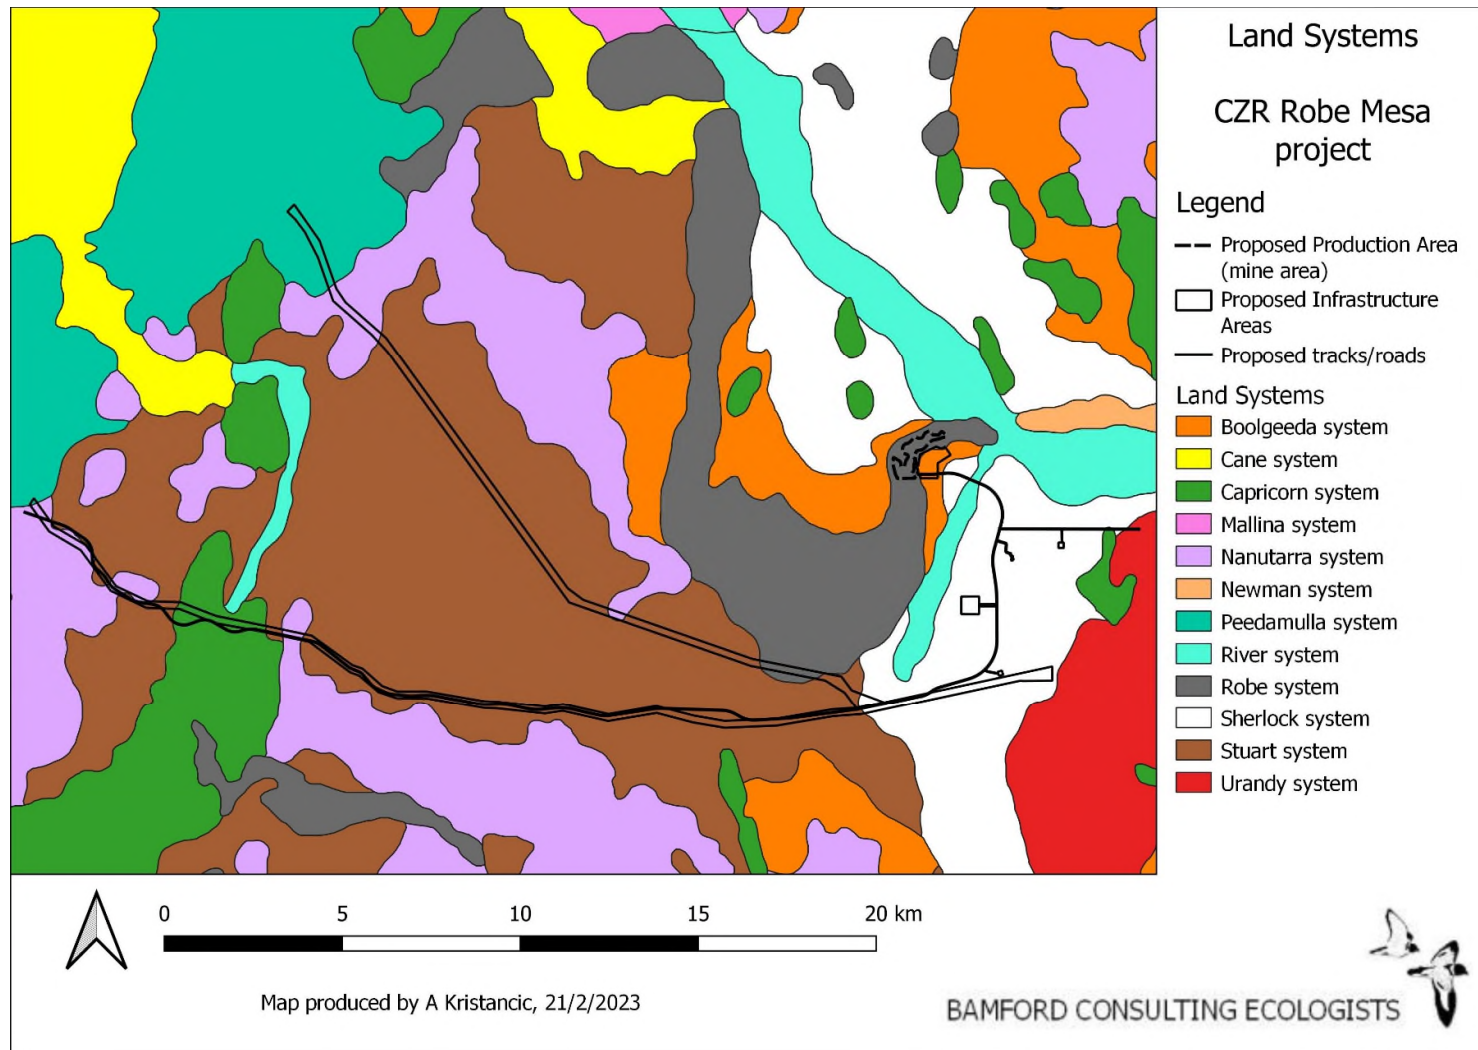 Land Systems
CZR Robe Mesa
project
Legend
Proposed Production Area
(mine area)
Proposed Infrastructure
Areas
Proposed tracks/roads
Land Systems
Boolgeeda system
Cane system
Capricorn system
Mallina system
Nanutarra system
Newman system
Peedamulla system
River system
Robe system
Sherlock system
Stuart system
Urandy system
0 5 10 15 20 km
Map produced by A Kristancic, 21/2/2023
BAMFORD CONSULTING ECOLOGISTS